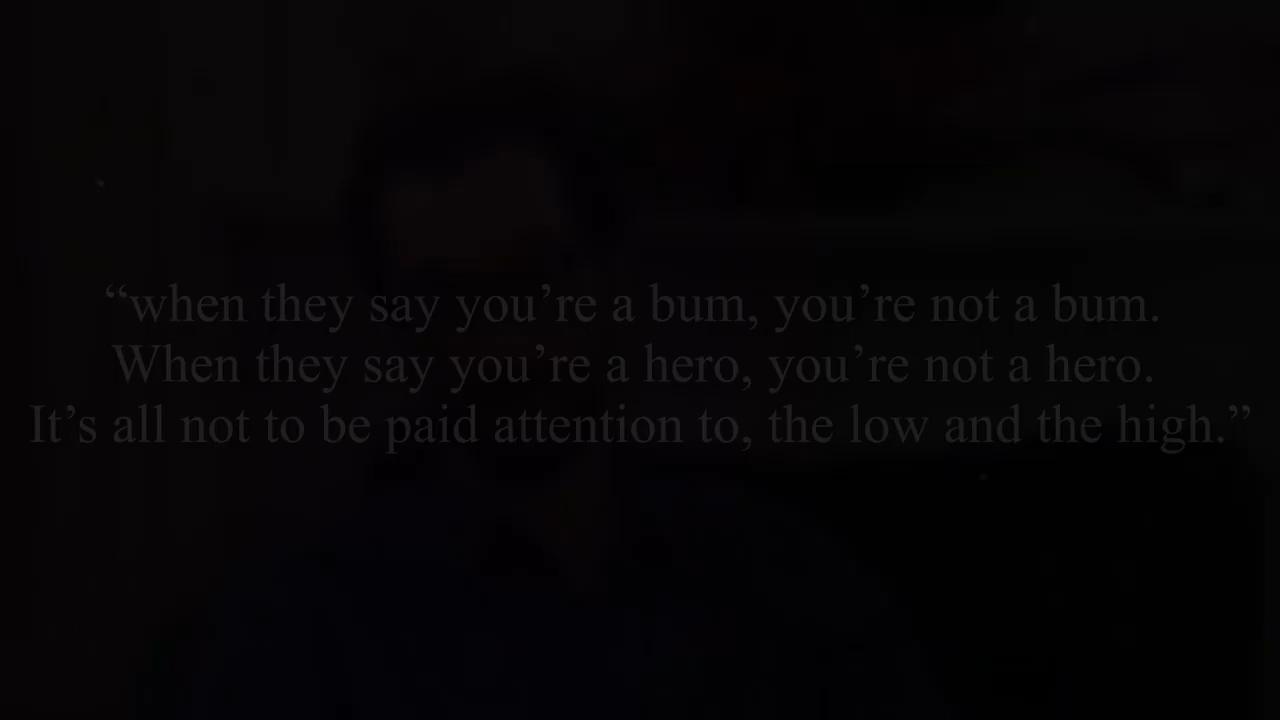 “when they say you’re a bum, you’re not a bum.
When they say you’re a hero, you’re not a hero.
It’s all not to be paid attention to, the low and the high.”